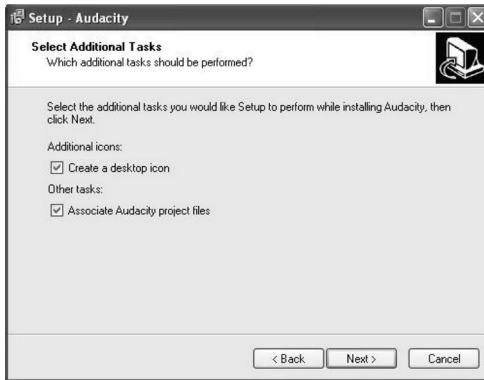 Setup - Audacity
Select Additional Tasks
Which additional tasks should be performed?
Select the additional tasks you would like Setup to perform while installing Audacity, then
click Next.
Additional icons:
Create a desktop icon
Other tasks:
Associate Audacity project files
< Back Next > Cancel